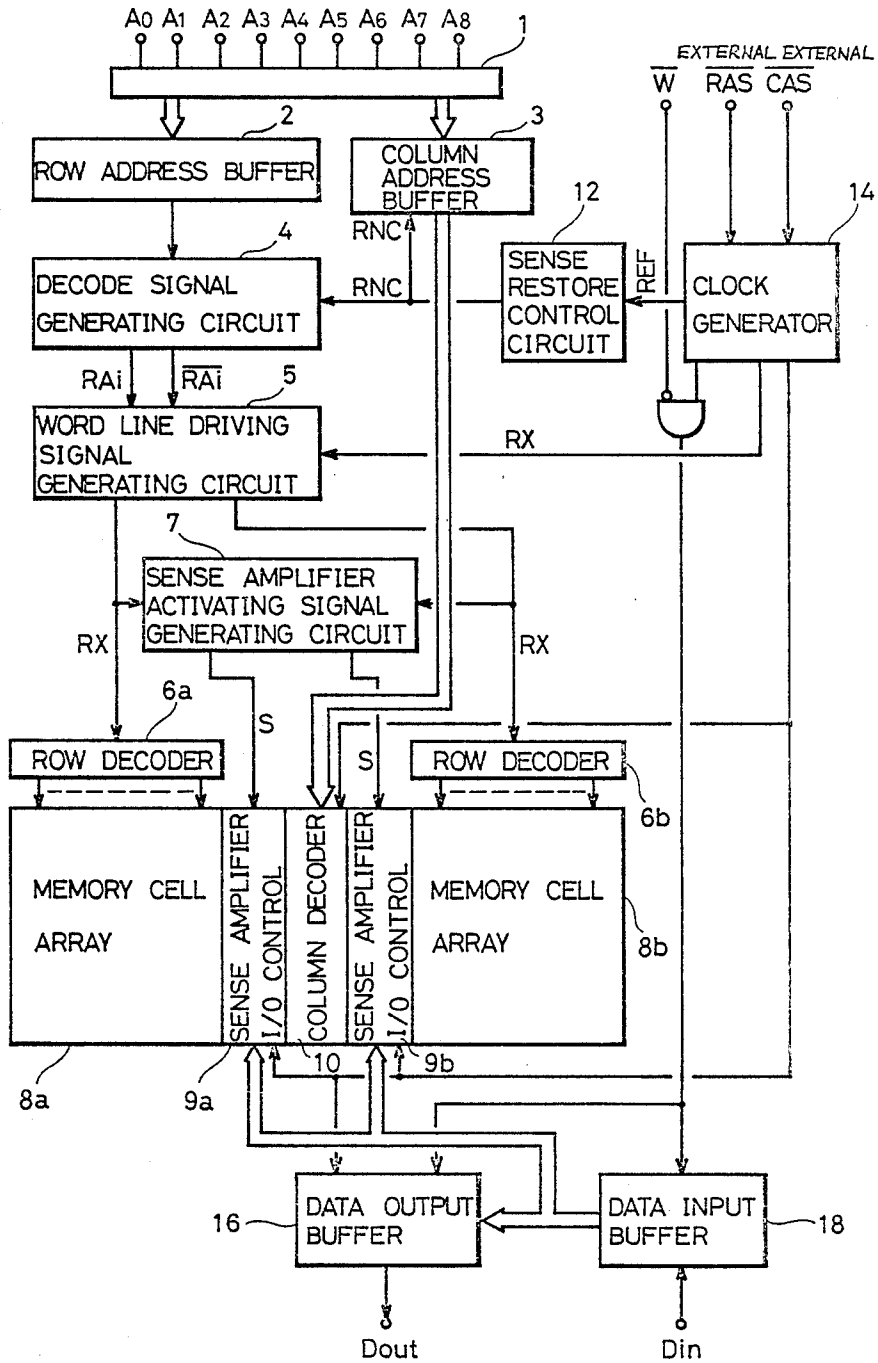 A0 A1 A2 A3 A4 A5 A6 A7 A8
1
EXTERNAL EXTERNAL
W̅ R̅A̅S̅ C̅A̅S̅
2
3
ROW ADDRESS BUFFER
COLUMN
ADDRESS
BUFFER
12
14
RNC
4
DECODE SIGNAL
GENERATING CIRCUIT
RNC
SENSE
RESTORE
CONTROL
CIRCUIT
REF
CLOCK
GENERATOR
RAi R̅A̅i̅
5
WORD LINE DRIVING
SIGNAL
GENERATING CIRCUIT
RX
7
SENSE AMPLIFIER
ACTIVATING SIGNAL
GENERATING CIRCUIT
RX
RX
6a
S
S
ROW DECODER
ROW DECODER
6b
MEMORY CELL
ARRAY
SENSE AMPLIFIER
I/O CONTROL
COLUMN DECODER
SENSE AMPLIFIER
I/O CONTROL
MEMORY CELL
ARRAY
8b
8a
9a
10
9b
16
DATA OUTPUT
BUFFER
DATA INPUT
BUFFER
18
Dout
Din